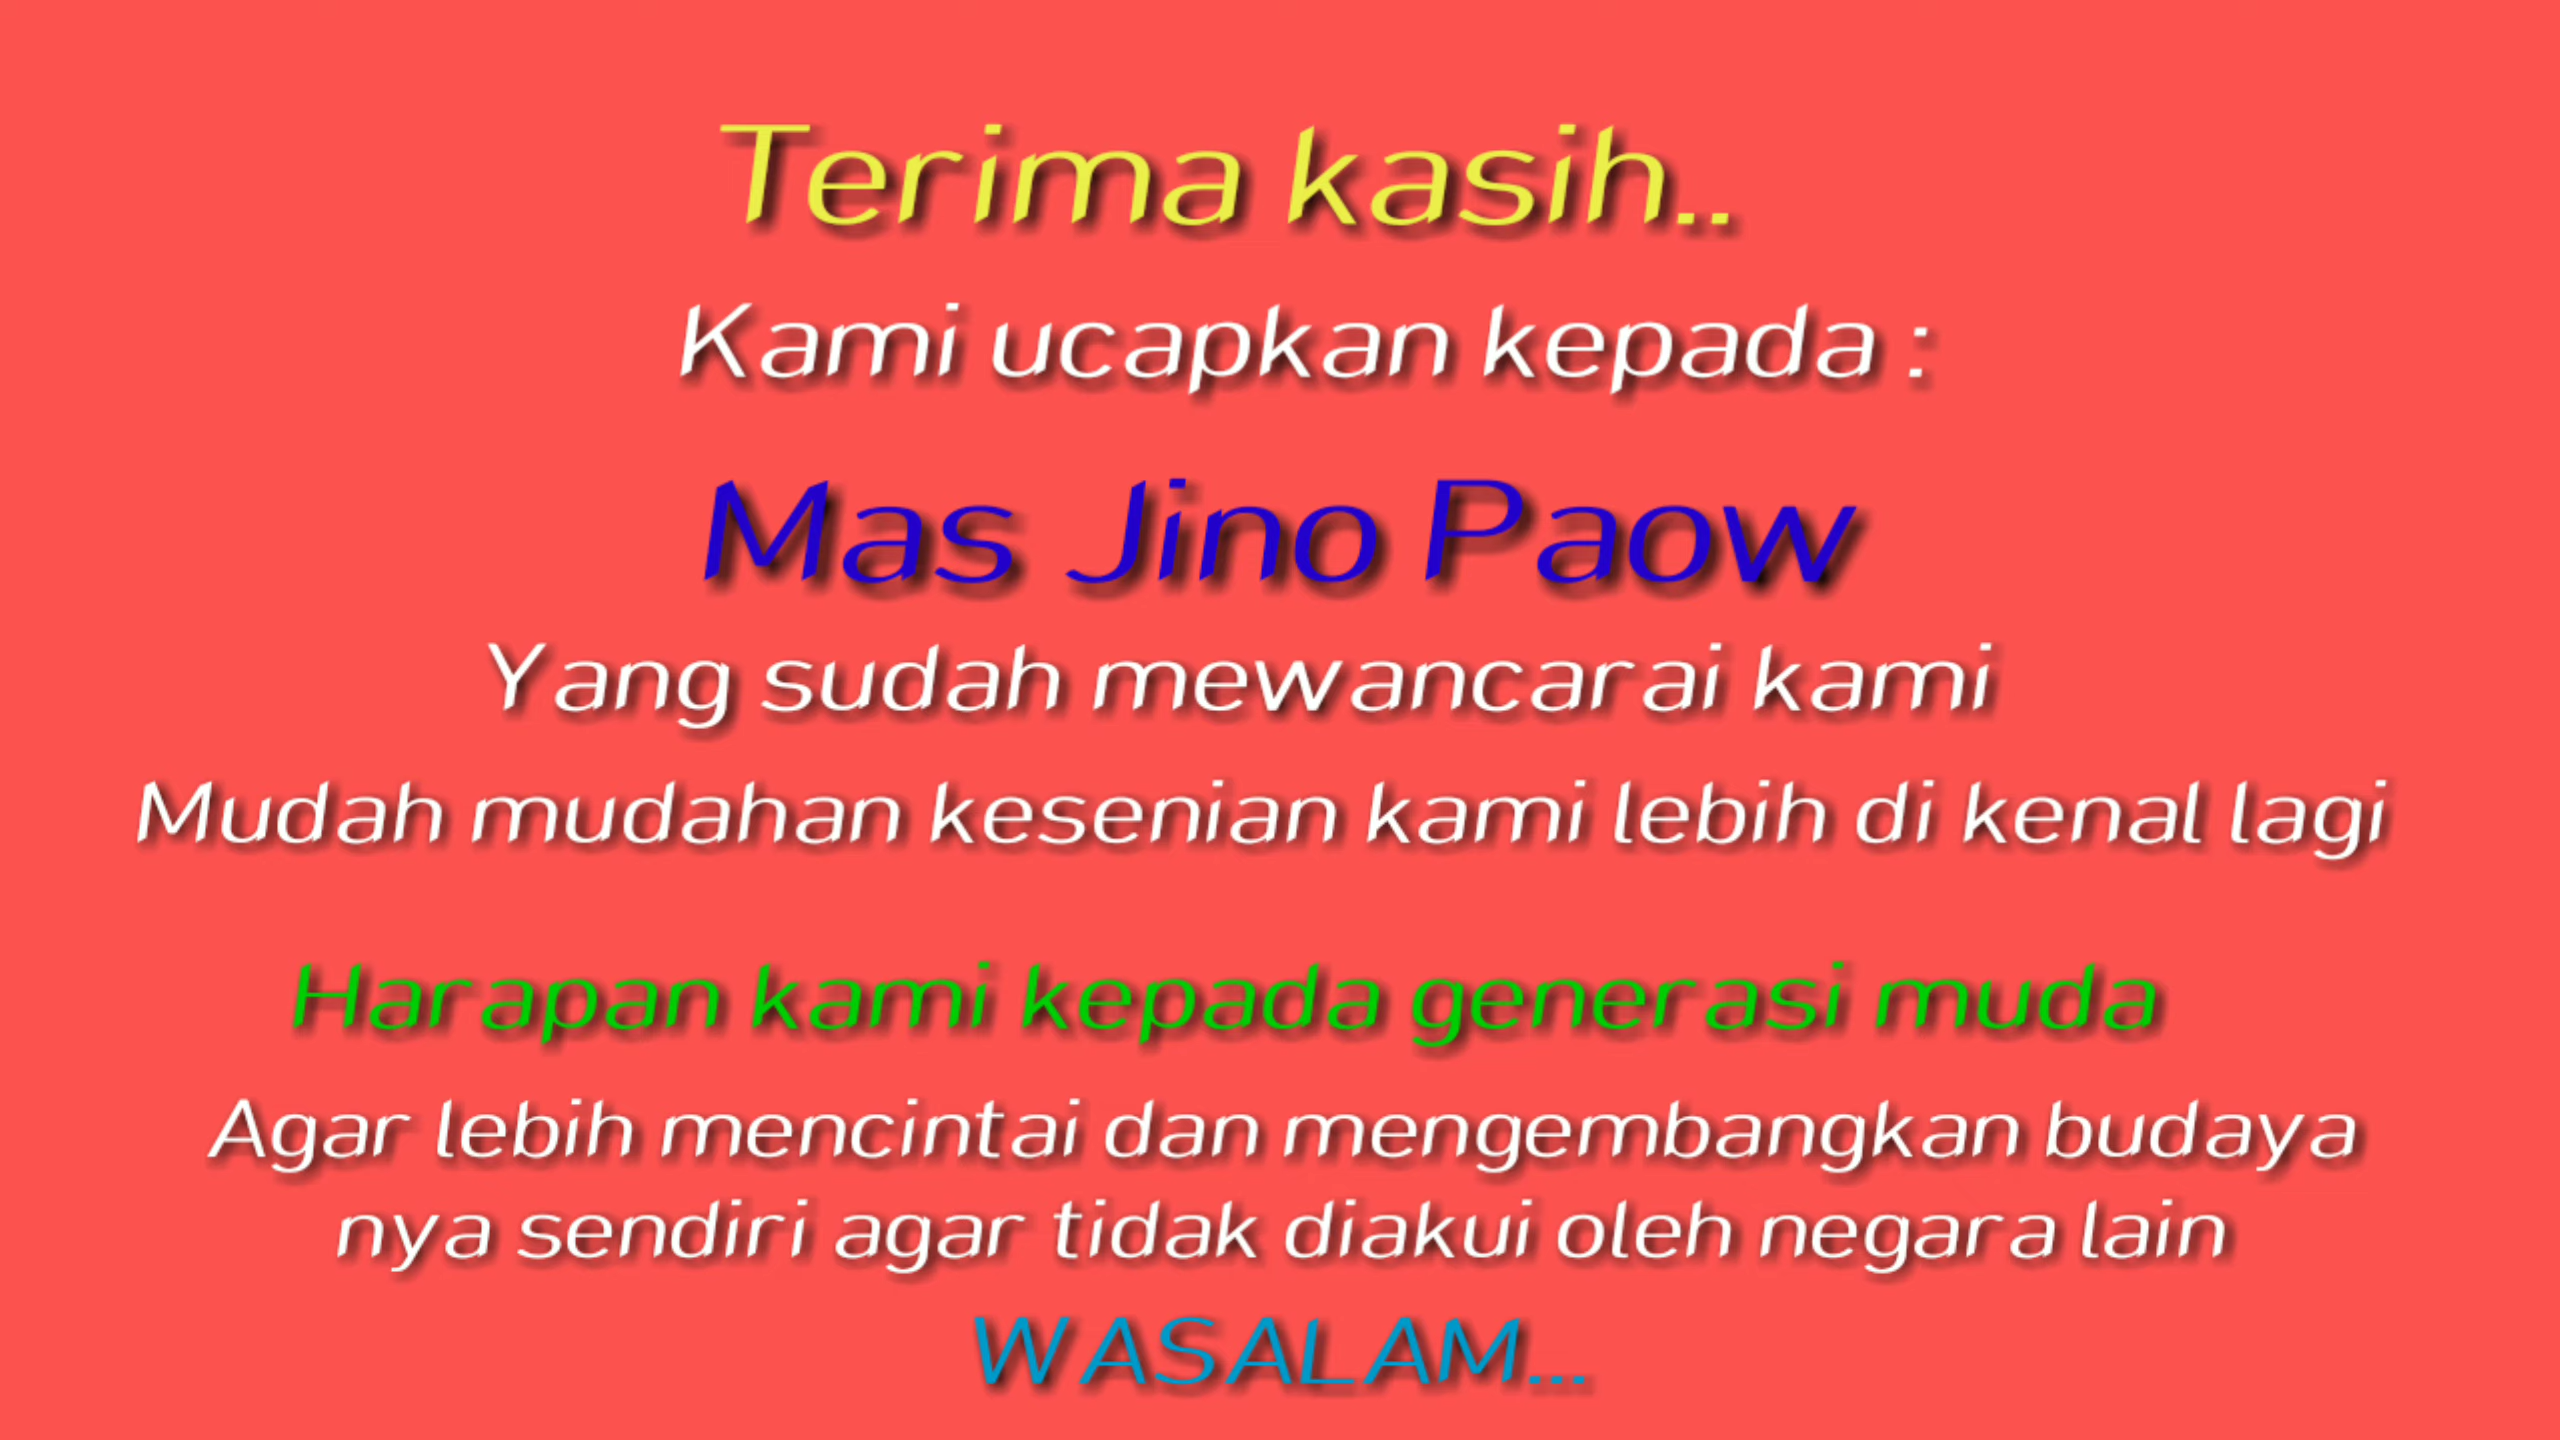 Terima kasih..
Kami ucapkan kepada :
Mas Jino Paow
Yang sudah mewancarai kami
Mudah mudahan kesenian kami lebih di kenal lagi
Harapan kami kepada generasi muda
Agar lebih mencintai dan mengembangkan budaya
nya sendiri agar tidak diakui oleh negara lain
WASALAM...